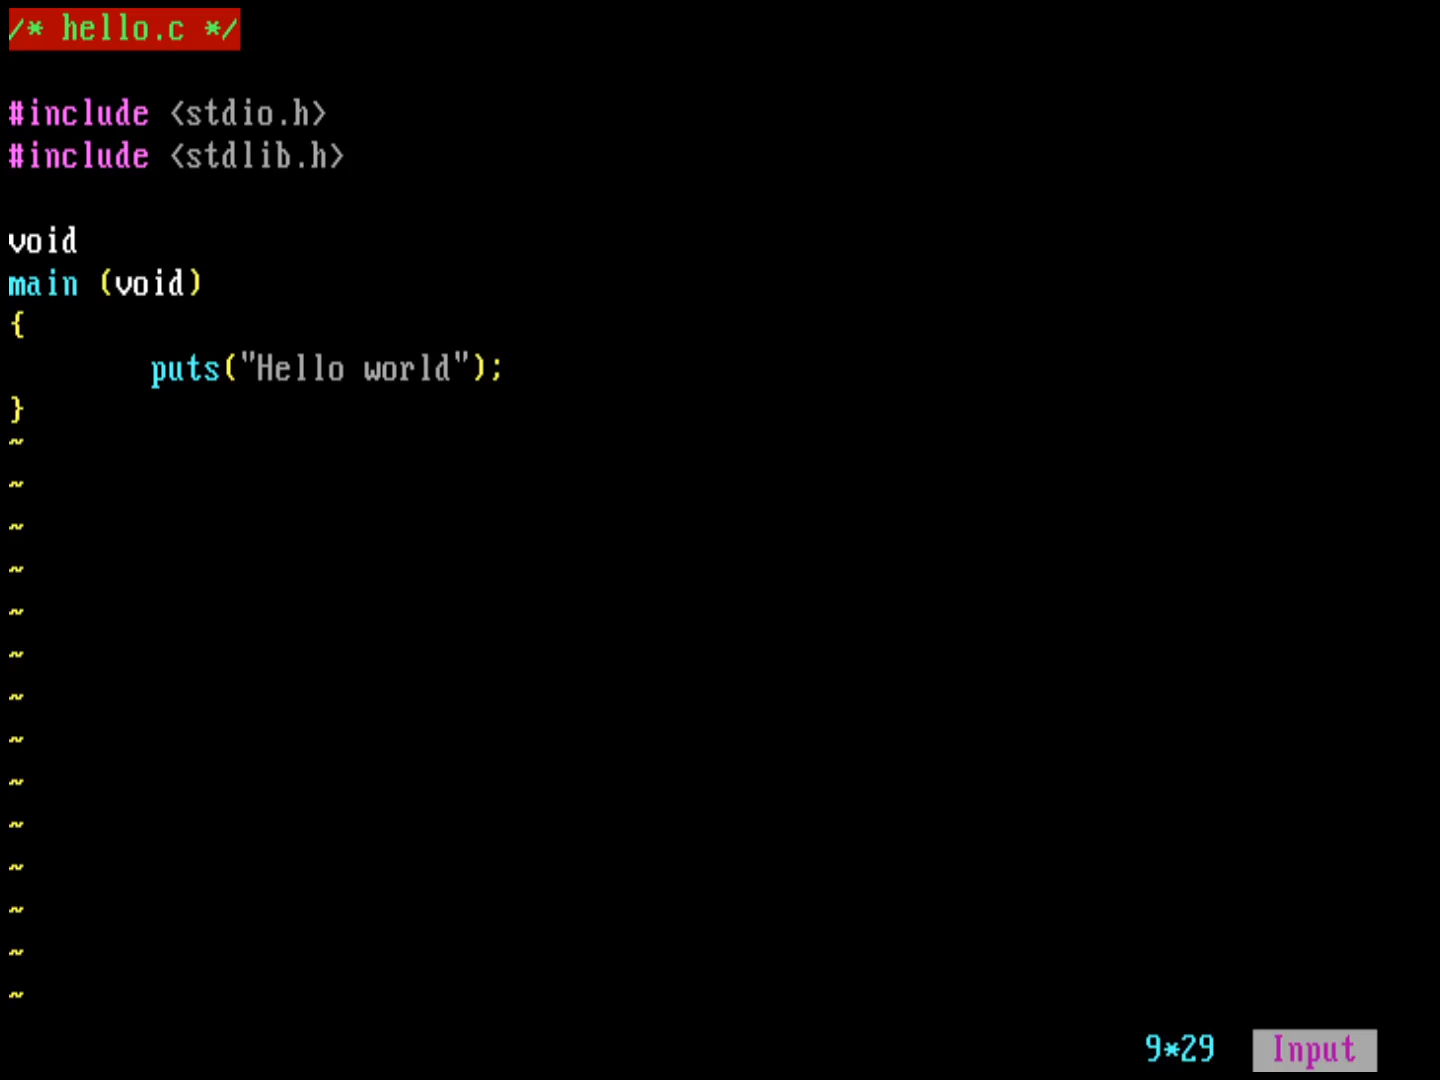 /* hello.c */
#include <stdio.h>
#include <stdlib.h>
void
main (void)
{
        puts("Hello world");
}
~
~
~
~
~
~
~
~
~
~
~
~
~
~
9*29 Input